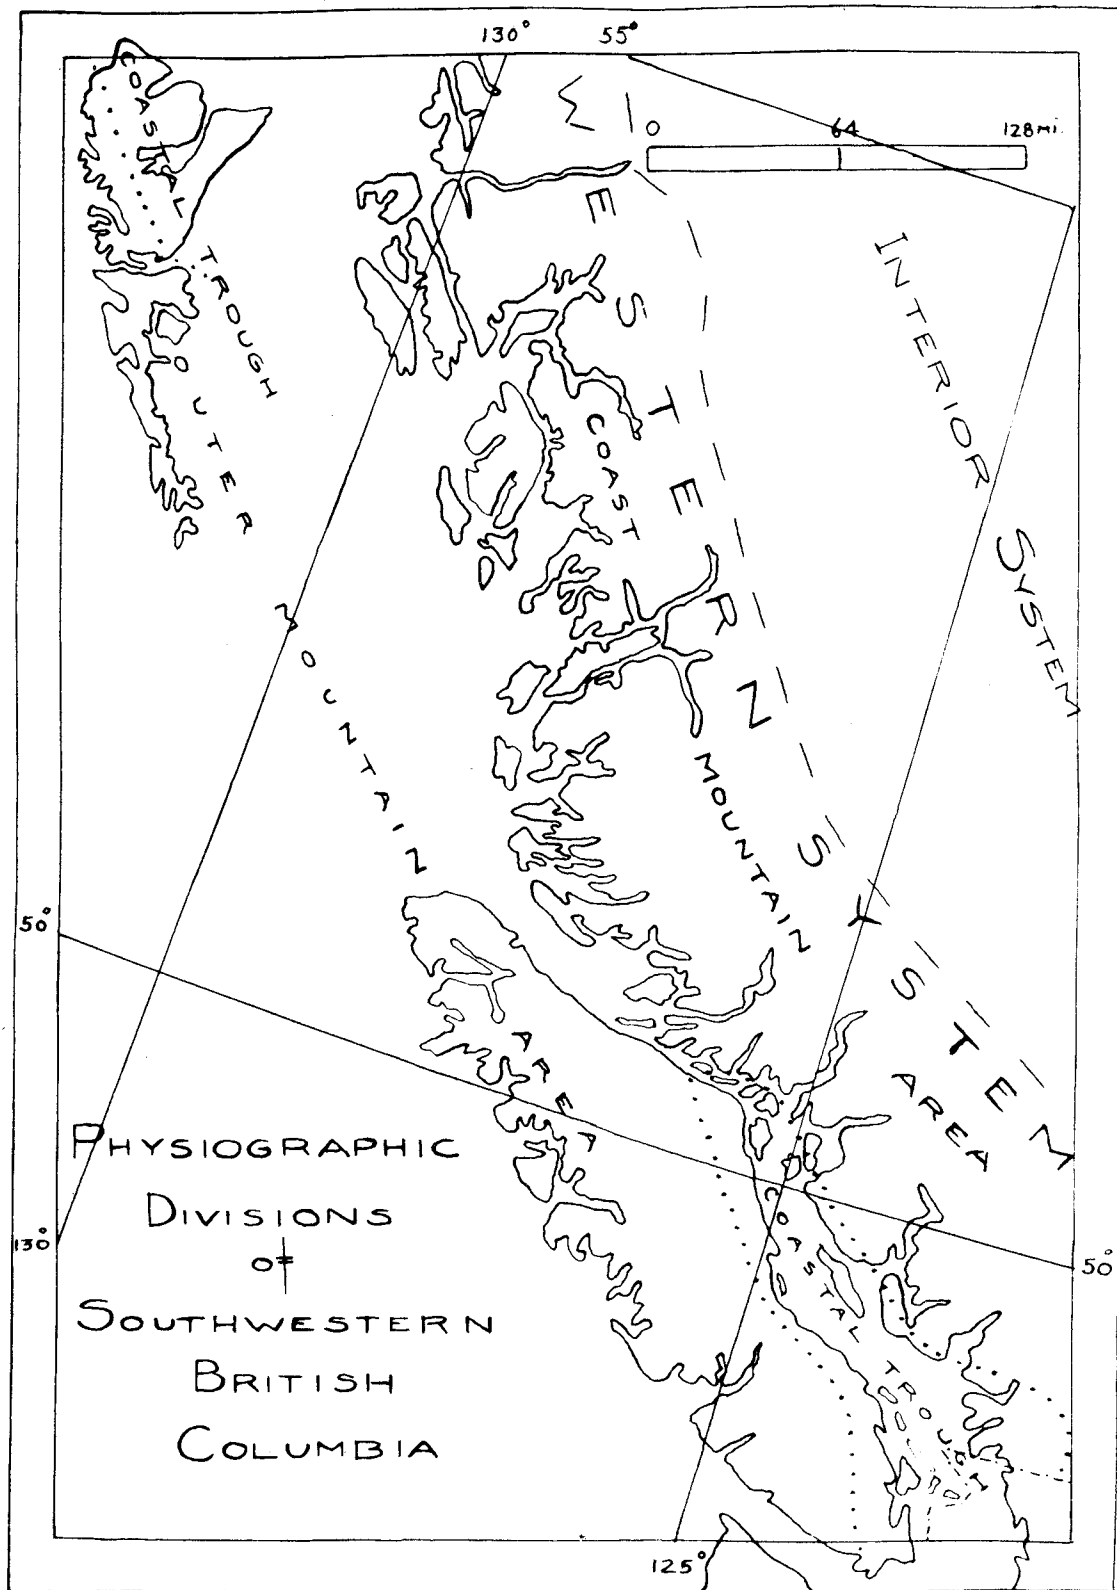 130° 55°
0 64 128 MI.
COASTAL TROUGH
OUTER MOUNTAIN AREA
WESTERN SYSTEM
INTERIOR SYSTEM
COAST MOUNTAIN AREA
50°
130°
COASTAL TROUGH
50°
125°
PHYSIOGRAPHIC
DIVISIONS
of
SOUTHWESTERN
BRITISH
COLUMBIA